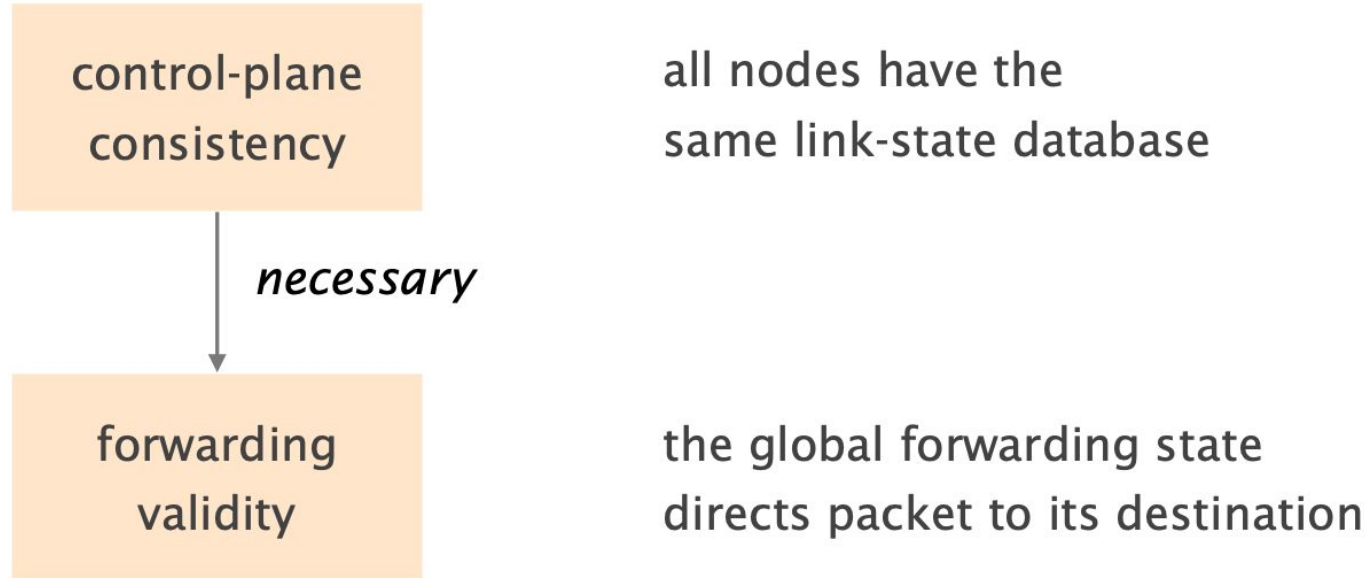 control-plane
consistency
all nodes have the
same link-state database
necessary
forwarding
validity
the global forwarding state
directs packet to its destination